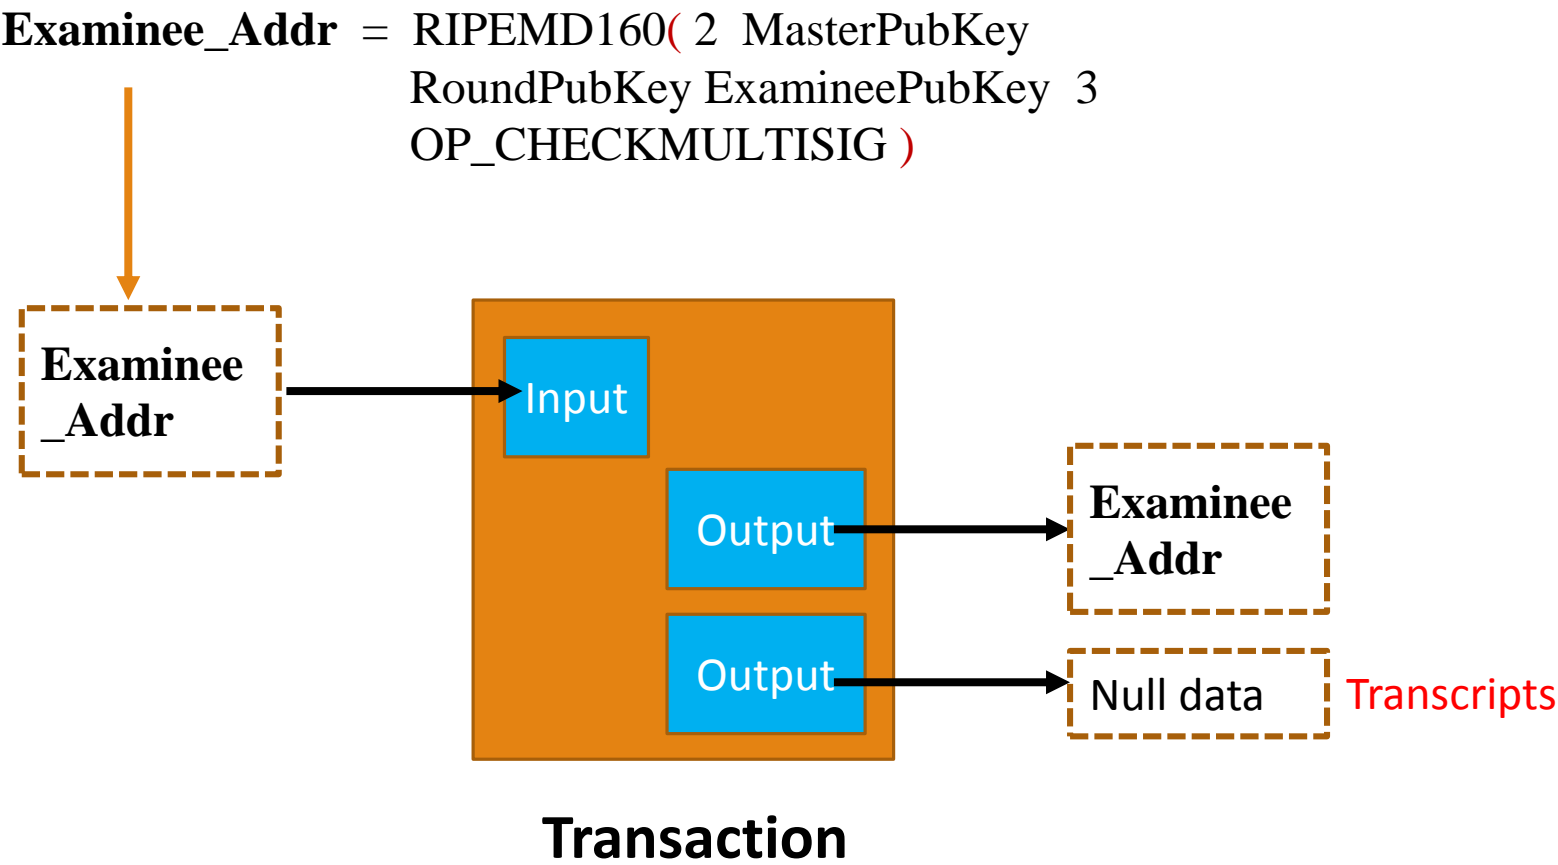 Examinee_Addr = RIPEMD160( 2 MasterPubKey
RoundPubKey ExamineePubKey 3
OP_CHECKMULTISIG )
Examinee
_Addr
Input
Output
Examinee
_Addr
Output
Null data
Transcripts
Transaction